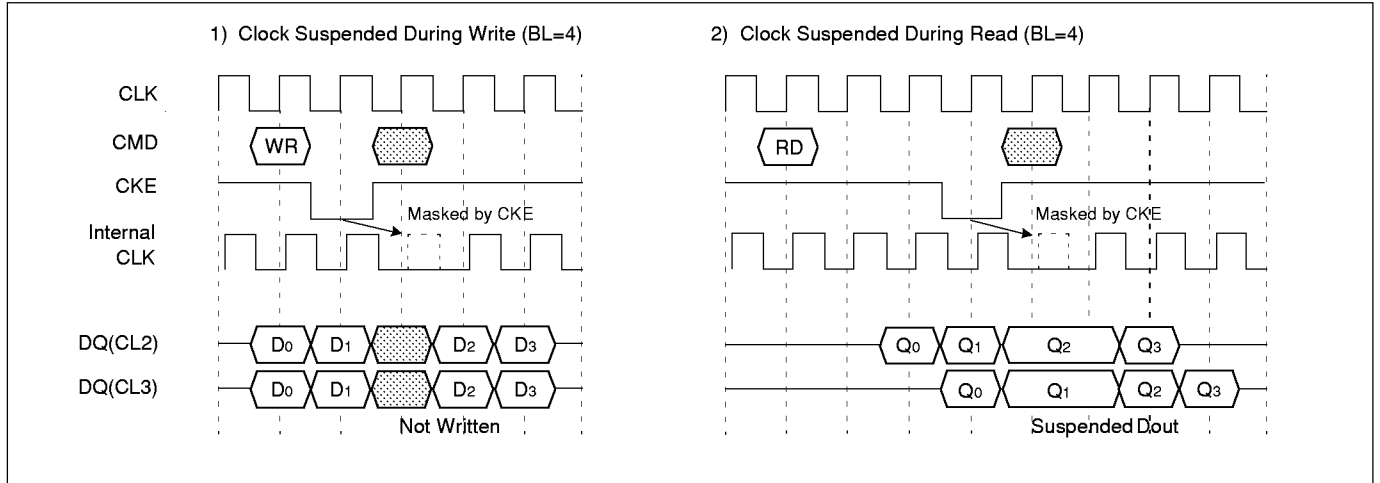 1) Clock Suspended During Write (BL=4)
2) Clock Suspended During Read (BL=4)
CLK
CMD
WR
RD
CKE
Masked by CKE
Masked by CKE
Internal
CLK
DQ(CL2)
D0 D1 D2 D3
Q0 Q1 Q2 Q3
DQ(CL3)
D0 D1 D2 D3
Q0 Q1 Q2 Q3
Not Written
Suspended Dout